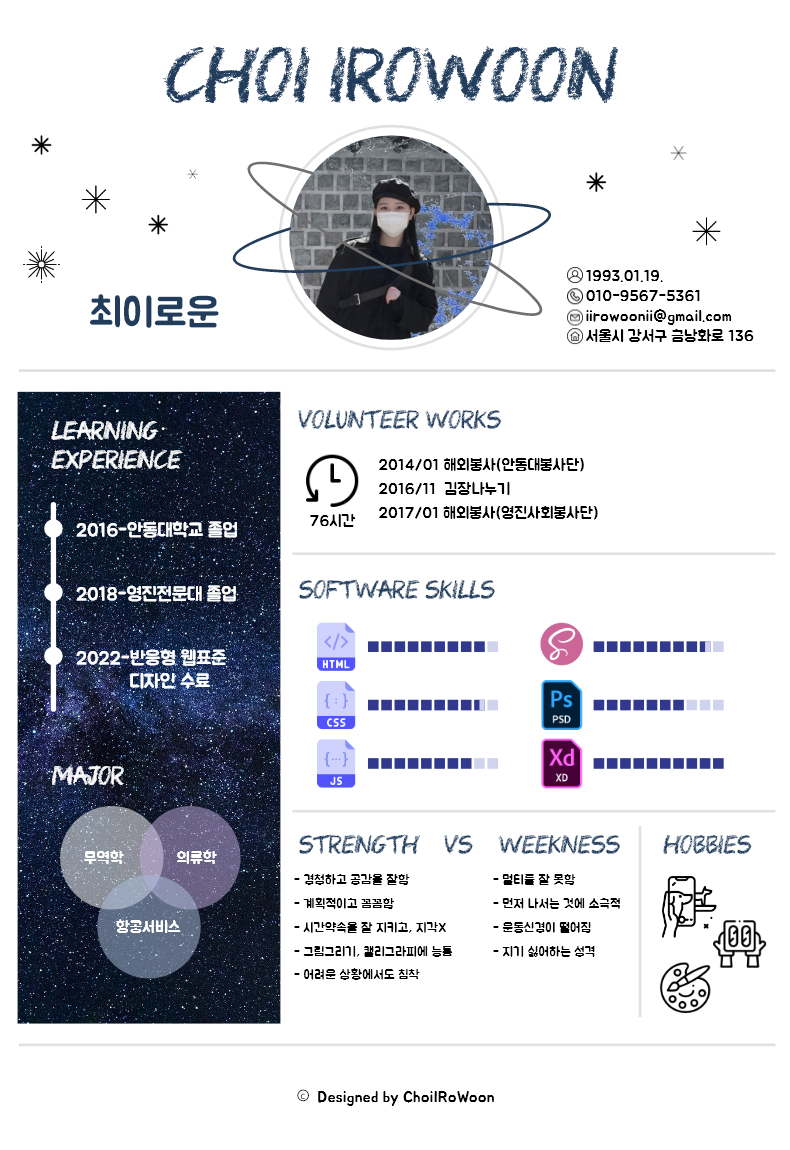 CHOI IROWOON
최이로운
1993.01.19.
010-9567-5361
iirowoonii@gmail.com
서울시 강서구 금낭화로 136
LEARNING
EXPERIENCE
2016-안동대학교 졸업
2018-영진전문대 졸업
2022-반응형 웹표준
디자인 수료
MAJOR
무역학
의류학
항공서비스
VOLUNTEER WORKS
76시간
2014/01 해외봉사(안동대봉사단)
2016/11 김장나누기
2017/01 해외봉사(영진사회봉사단)
SOFTWARE SKILLS
</>
HTML
{ : }
CSS
{...}
JS
Ps
PSD
Xd
XD
STRENGTH VS WEEKNESS
- 경청하고 공감을 잘함
- 계획적이고 꼼꼼함
- 시간약속을 잘 지키고, 지각X
- 그림그리기, 캘리그라피에 능통
- 어려운 상황에서도 침착
- 멀티를 잘 못함
- 먼저 나서는 것에 소극적
- 운동신경이 떨어짐
- 지기 싫어하는 성격
HOBBIES
© Designed by ChoiIRoWoon